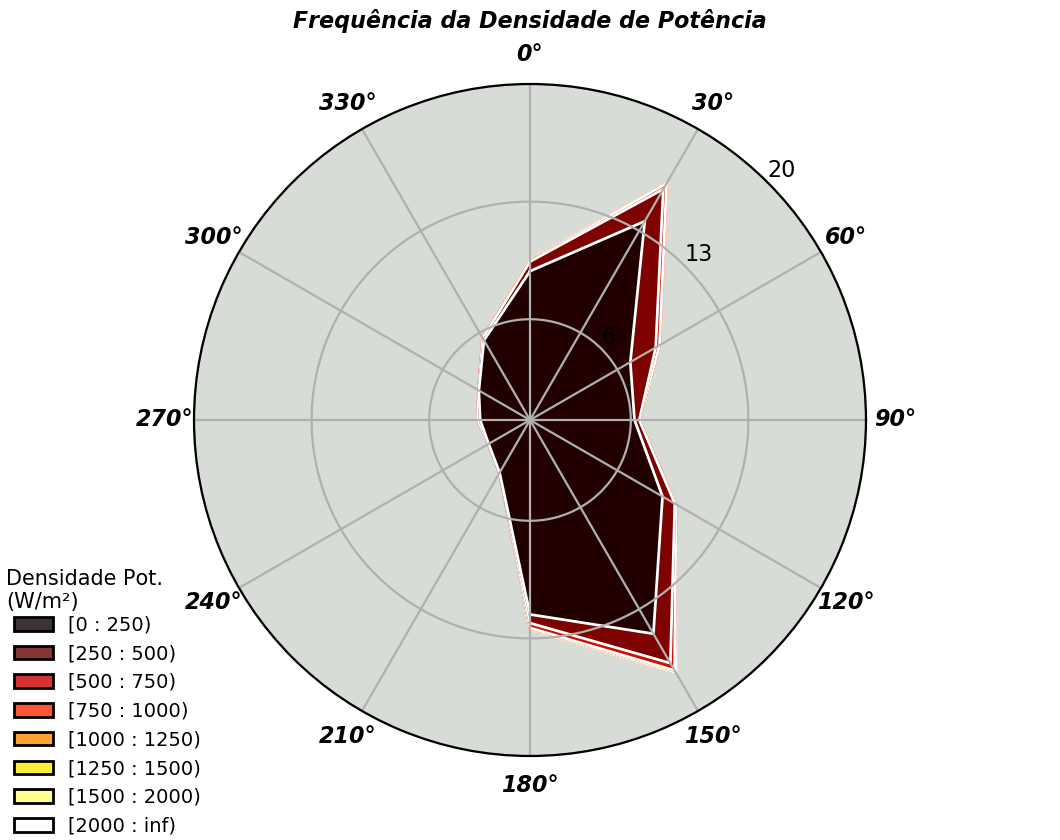 Frequência da Densidade de Potência
0°
330°
30°
20
300°
60°
13
6
270°
90°
240°
120°
210°
150°
180°
Densidade Pot.
(W/m²)
[0 : 250)
[250 : 500)
[500 : 750)
[750 : 1000)
[1000 : 1250)
[1250 : 1500)
[1500 : 2000)
[2000 : inf)